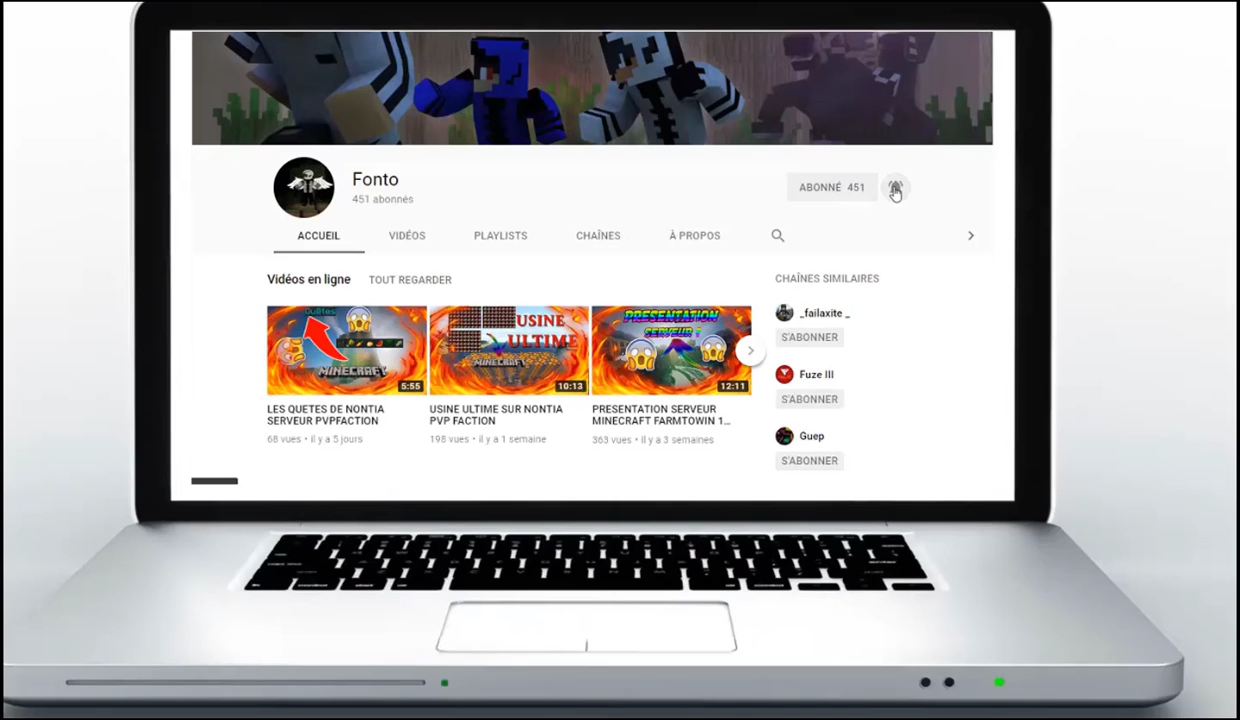 Fonto
451 abonnés
ABONNÉ 451
ACCUEIL VIDÉOS PLAYLISTS CHAÎNES À PROPOS
Vidéos en ligne TOUT REGARDER
Quêtes
MINECRAFT
5:55
USINE
ULTIME
MINECRAFT
10:13
PRESENTATION
SERVEUR !
12:11
LES QUETES DE NONTIA
SERVEUR PVPFACTION
68 vues • il y a 5 jours
USINE ULTIME SUR NONTIA
PVP FACTION
198 vues • il y a 1 semaine
PRESENTATION SERVEUR
MINECRAFT FARMTOWIN 1...
363 vues • il y a 3 semaines
CHAÎNES SIMILAIRES
_failaxite _
S'ABONNER
Fuze III
S'ABONNER
Guep
S'ABONNER